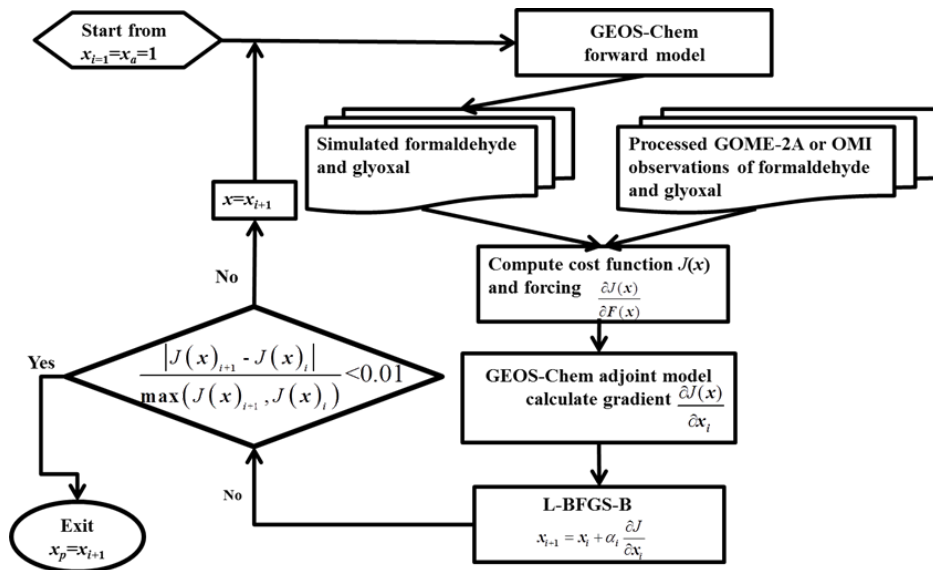 Start from
x_{i=1}=x_a=1
GEOS-Chem
forward model
Simulated formaldehyde
and glyoxal
Processed GOME-2A or OMI
observations of formaldehyde
and glyoxal
x=x_{i+1}
No
Compute cost function J(x)
and forcing ∂J(x)/∂F(x)
Yes
|J(x)_{i+1} - J(x)_i| / max(J(x)_{i+1}, J(x)_i) <0.01
GEOS-Chem adjoint model
calculate gradient ∂J(x)/∂x_i
No
L-BFGS-B
x_{i+1} = x_i + α_i ∂J/∂x_i
Exit
x_p=x_{i+1}